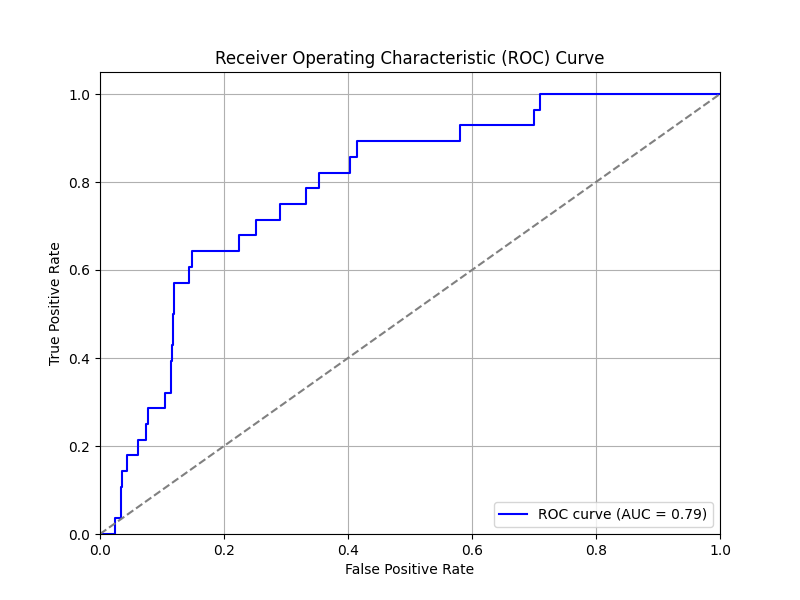 Receiver Operating Characteristic (ROC) Curve
1.0
0.8
0.6
0.4
0.2
0.0
True Positive Rate
0.0 0.2 0.4 0.6 0.8 1.0
False Positive Rate
ROC curve (AUC = 0.79)